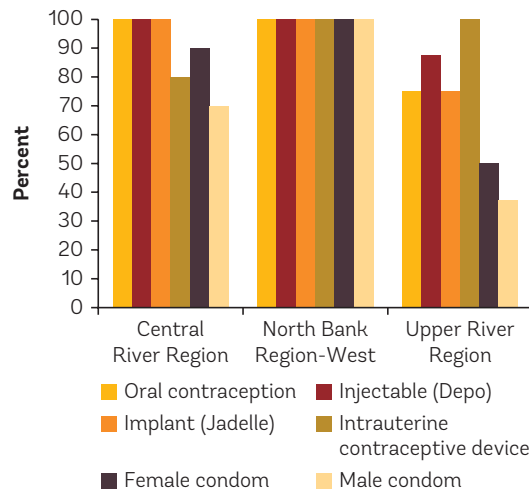 Percent
100
90
80
70
60
50
40
30
20
10
0
Central
River Region
North Bank
Region-West
Upper River
Region
Oral contraception
Injectable (Depo)
Implant (Jadelle)
Intrauterine
contraceptive device
Female condom
Male condom